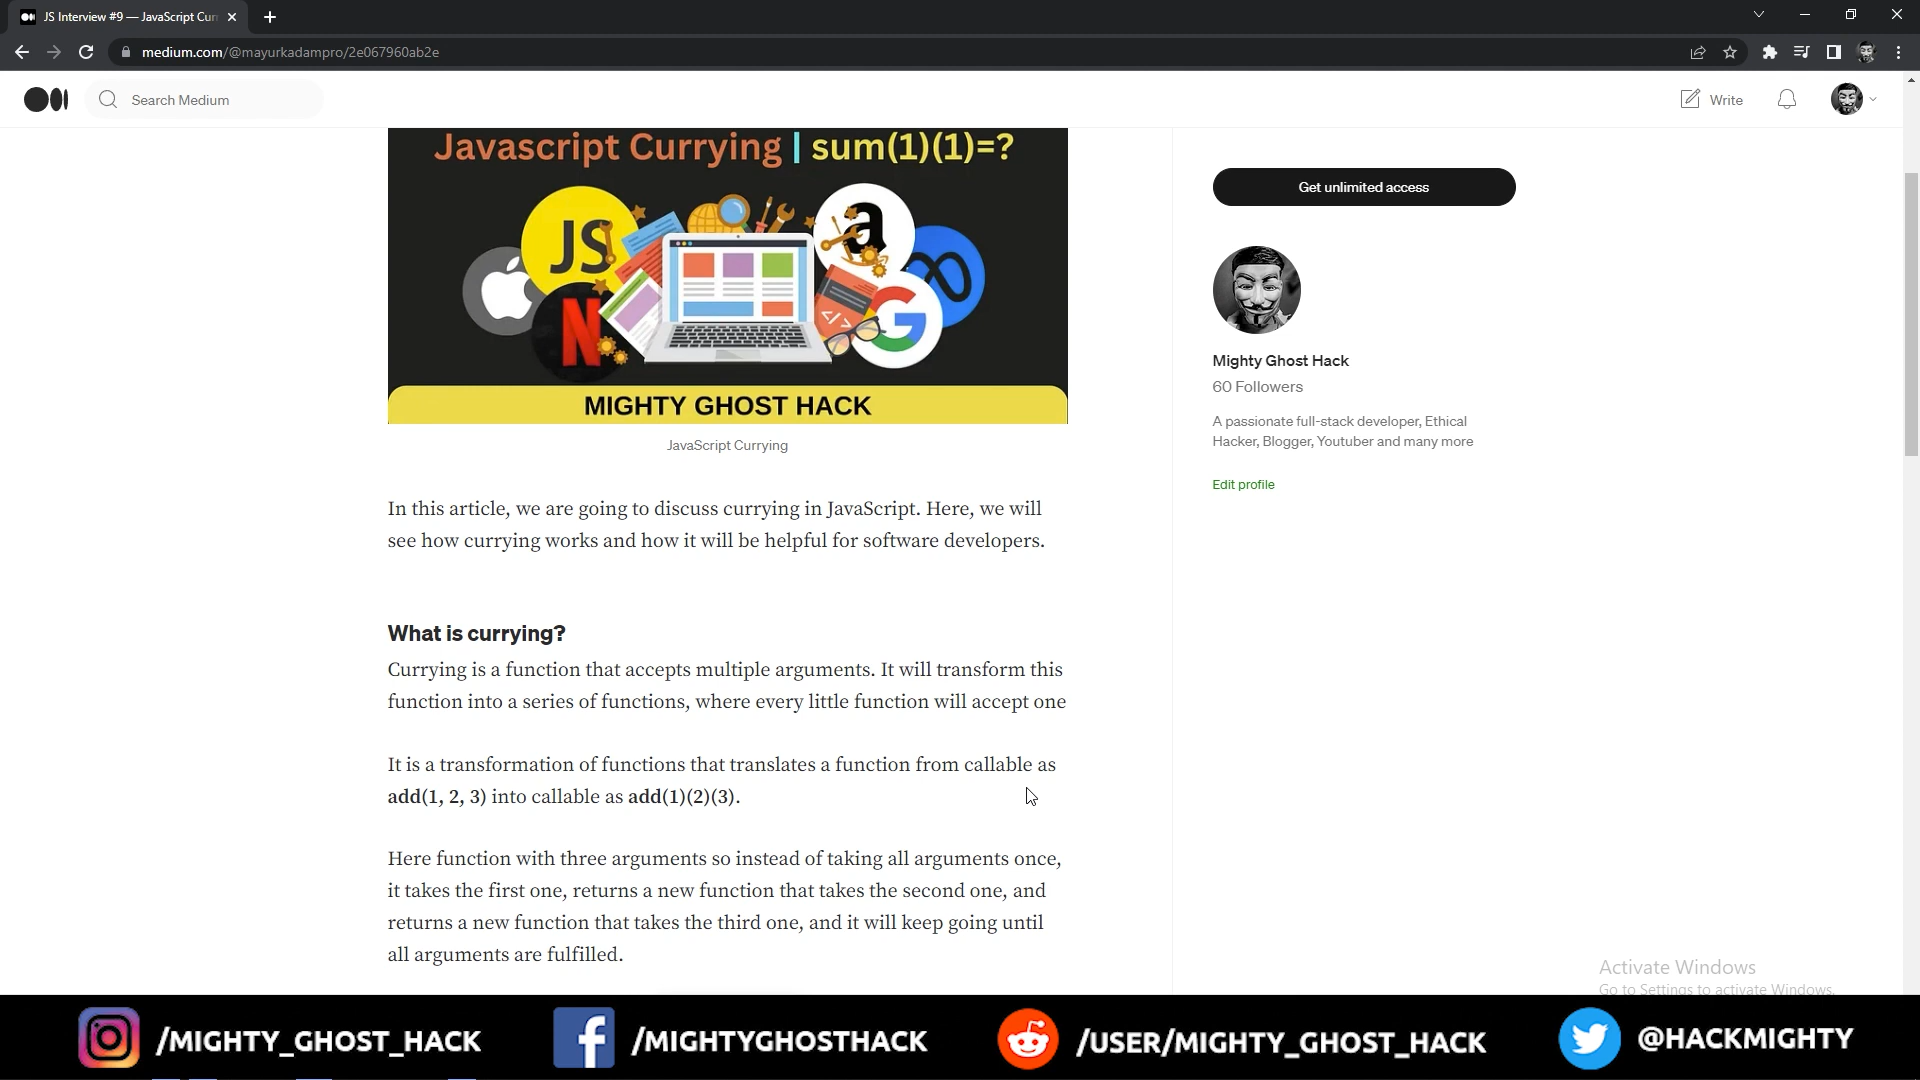 JS Interview #9 — JavaScript Cur
medium.com/@mayurkadampro/2e067960ab2e
Search Medium
Write
Javascript Currying | sum(1)(1)=?
JS
a
N
G
</>
MIGHTY GHOST HACK
JavaScript Currying
In this article, we are going to discuss currying in JavaScript. Here, we will
see how currying works and how it will be helpful for software developers.
What is currying?
Currying is a function that accepts multiple arguments. It will transform this
function into a series of functions, where every little function will accept one
It is a transformation of functions that translates a function from callable as
add(1, 2, 3) into callable as add(1)(2)(3).
Here function with three arguments so instead of taking all arguments once,
it takes the first one, returns a new function that takes the second one, and
returns a new function that takes the third one, and it will keep going until
all arguments are fulfilled.
Get unlimited access
Mighty Ghost Hack
60 Followers
A passionate full-stack developer, Ethical
Hacker, Blogger, Youtuber and many more
Edit profile
Activate Windows
Go to Settings to activate Windows.
/MIGHTY_GHOST_HACK
/MIGHTYGHOSTHACK
/USER/MIGHTY_GHOST_HACK
@HACKMIGHTY